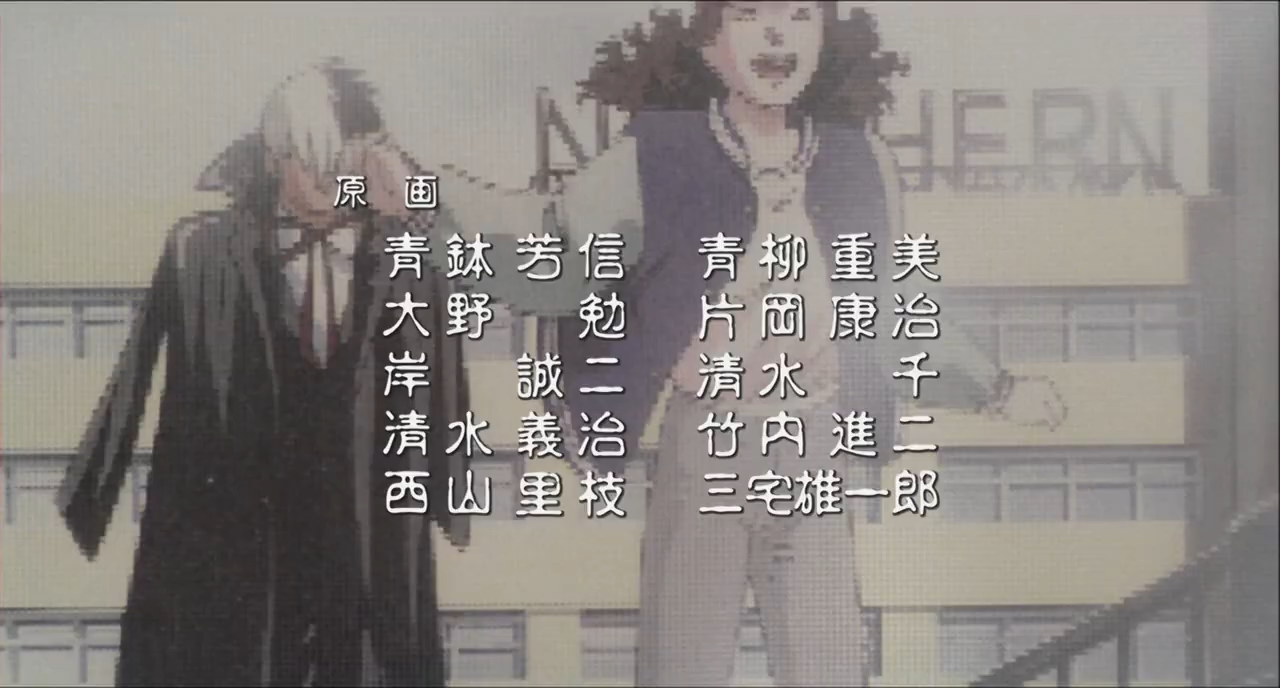 N HERN
原画
青鉢芳信 青柳重美
大野勉 片岡康治
岸誠二 清水千
清水義治 竹内進二
西山里枝 三宅雄一郎